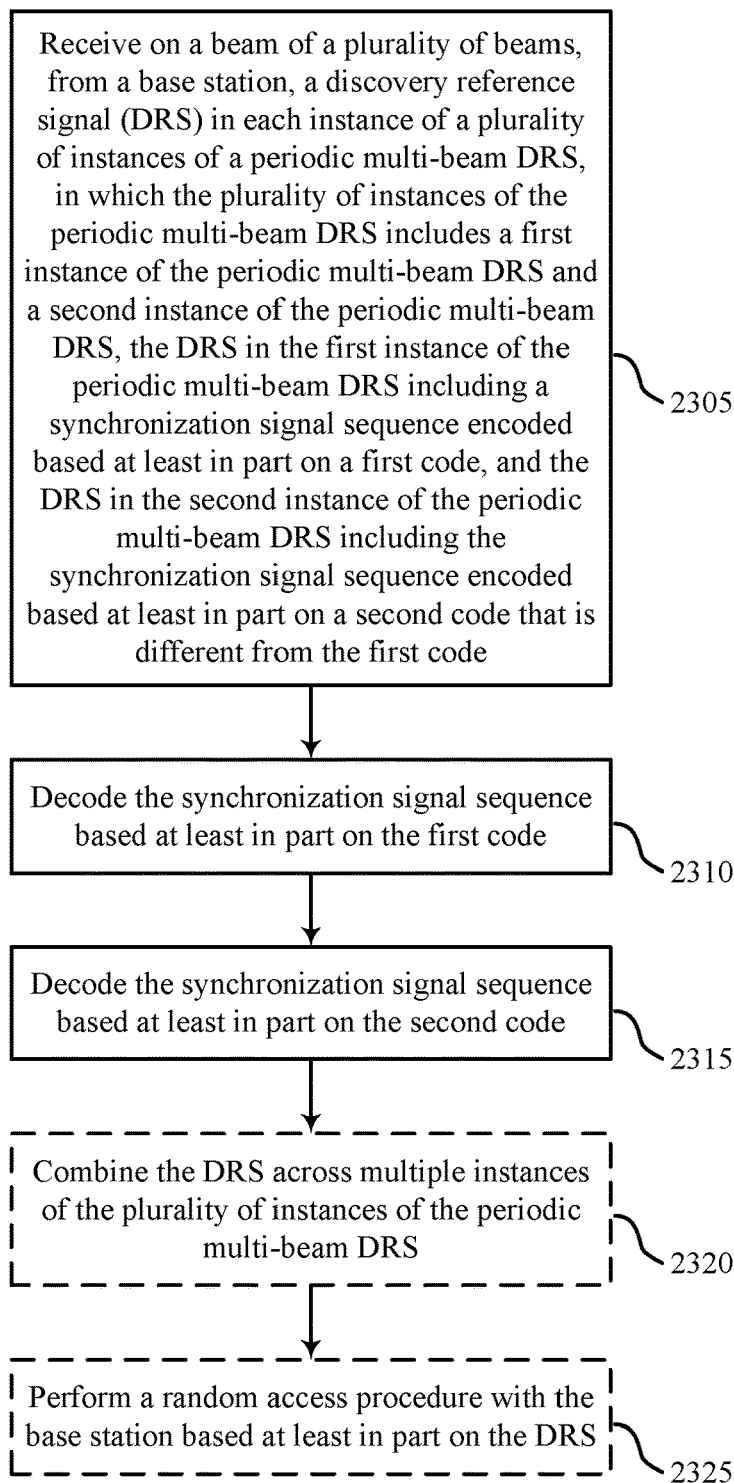 Receive on a beam of a plurality of beams,
from a base station, a discovery reference
signal (DRS) in each instance of a plurality
of instances of a periodic multi-beam DRS,
in which the plurality of instances of the
periodic multi-beam DRS includes a first
instance of the periodic multi-beam DRS and
a second instance of the periodic multi-beam
DRS, the DRS in the first instance of the
periodic multi-beam DRS including a
synchronization signal sequence encoded
based at least in part on a first code, and the
DRS in the second instance of the periodic
multi-beam DRS including the
synchronization signal sequence encoded
based at least in part on a second code that is
different from the first code
2305
Decode the synchronization signal sequence
based at least in part on the first code
2310
Decode the synchronization signal sequence
based at least in part on the second code
2315
Combine the DRS across multiple instances
of the plurality of instances of the periodic
multi-beam DRS
2320
Perform a random access procedure with the
base station based at least in part on the DRS
2325